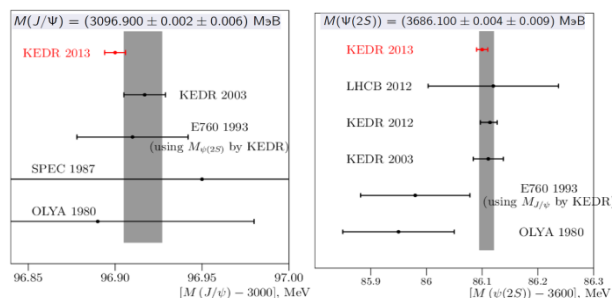 M(J/Ψ) = (3096.900 ± 0.002 ± 0.006) МэВ
KEDR 2013
KEDR 2003
E760 1993
(using M_ψ(2S) by KEDR)
SPEC 1987
OLYA 1980
96.85 96.90 96.95 97.00
[M (J/ψ) − 3000], MeV
M(Ψ(2S)) = (3686.100 ± 0.004 ± 0.009) МэВ
KEDR 2013
LHCB 2012
KEDR 2012
KEDR 2003
E760 1993
(using M_J/ψ by KEDR)
OLYA 1980
85.9 86 86.1 86.2
[M (ψ(2S)) − 3600], MeV